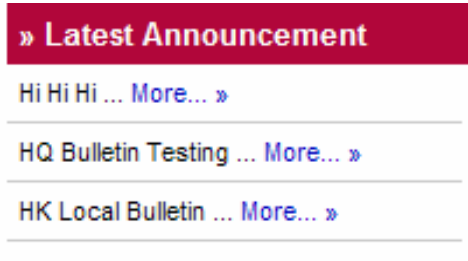 » Latest Announcement
Hi Hi Hi ... More... »
HQ Bulletin Testing ... More... »
HK Local Bulletin ... More... »